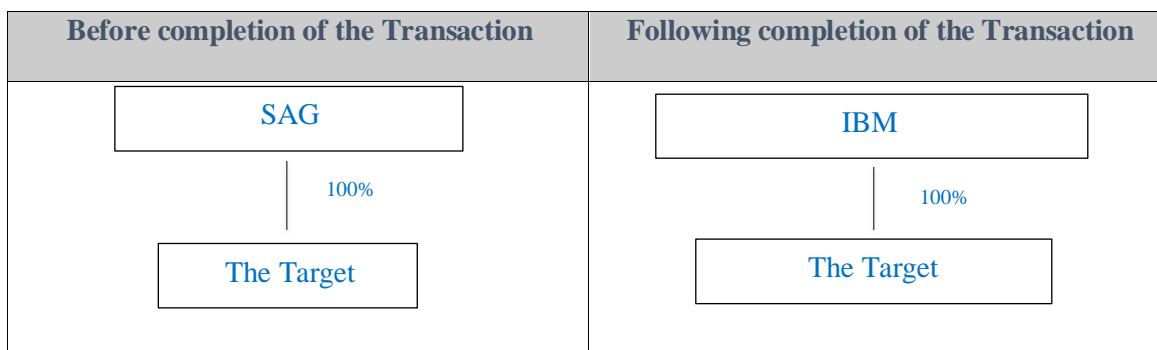 Before completion of the Transaction
Following completion of the Transaction
SAG
100%
The Target
IBM
100%
The Target